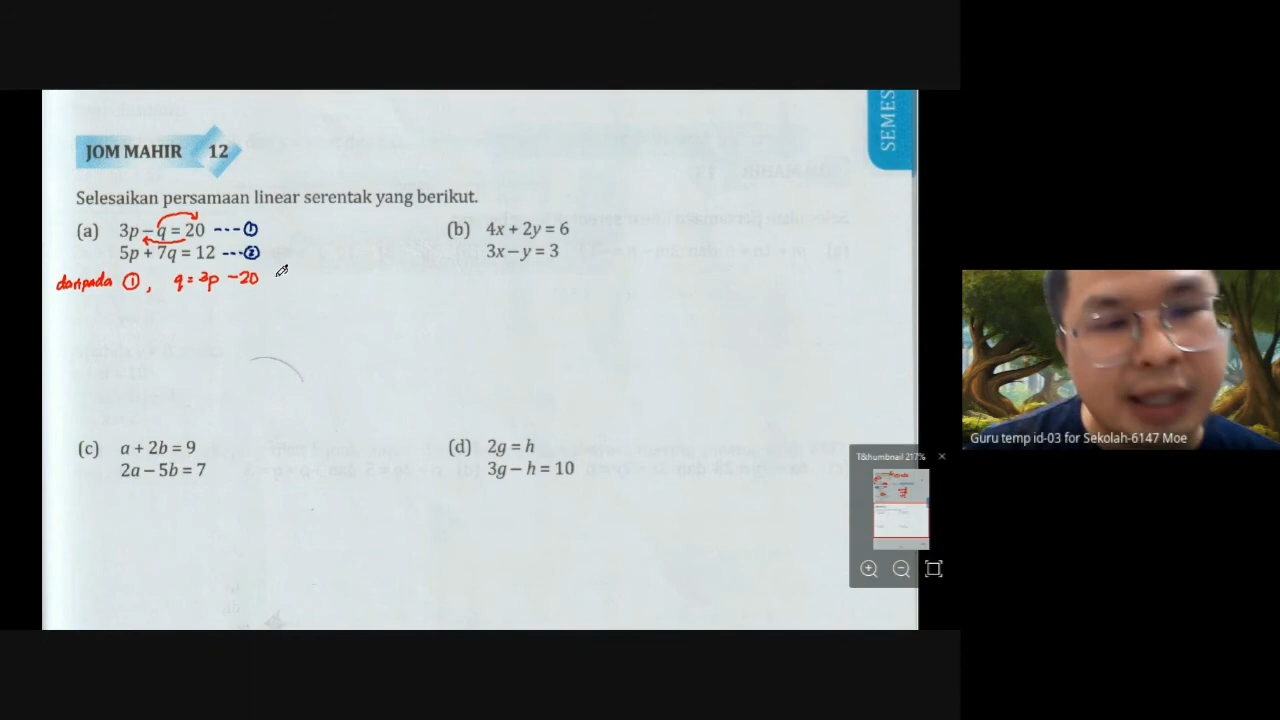 SEMES
JOM MAHIR 12
Selesaikan persamaan linear serentak yang berikut.
(a) 3p – q = 20 ---①
5p + 7q = 12 ---②
daripada ①, q = 3p - 20
(b) 4x + 2y = 6
3x – y = 3
(c) a + 2b = 9
2a – 5b = 7
(d) 2g = h
3g – h = 10
T&humbnail 217%
Guru temp id-03 for Sekolah-6147 Moe